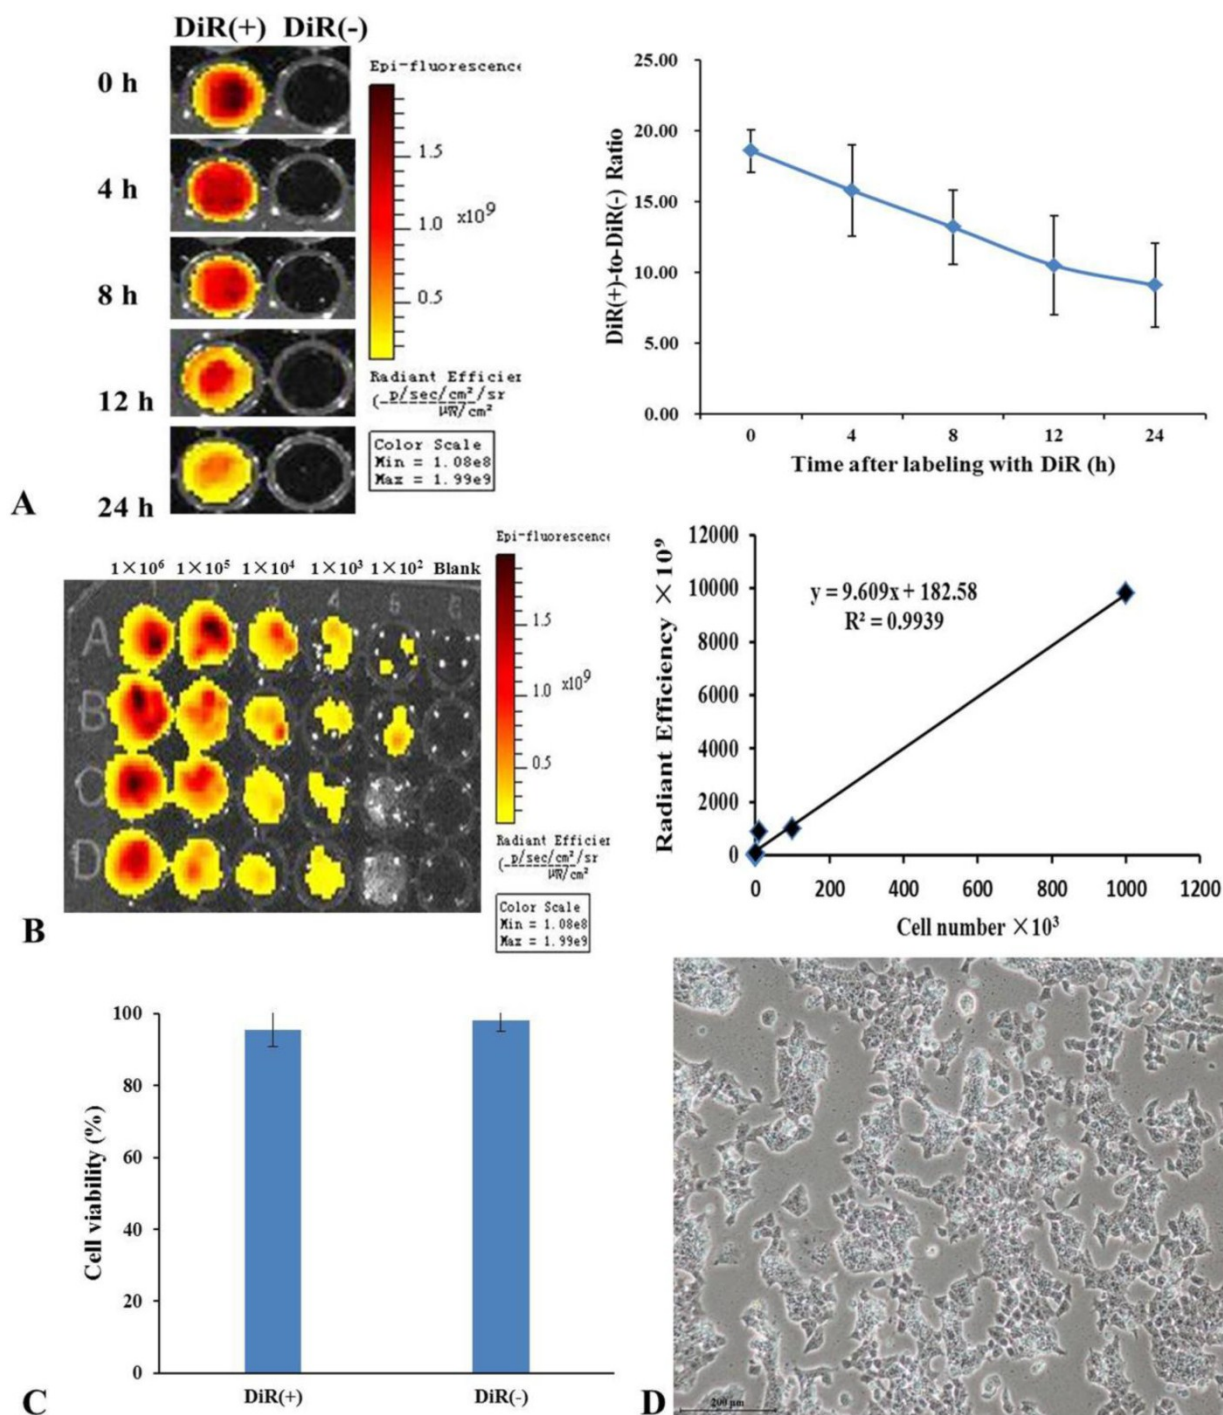 DiR(+) DiR(-)
0 h
4 h
8 h
12 h
24 h
Epi-fluorescence
1.5
1.0 x10⁹
0.5
Radiant Efficien
(p/sec/cm²/sr
µW/cm²
Color Scale
Min = 1.08e8
Max = 1.99e9
A
25.00
20.00
15.00
10.00
5.00
0.00
DiR(+)-to-DiR(-) Ratio
0 4 8 12 24
Time after labeling with DiR (h)
1×10⁶ 1×10⁵ 1×10⁴ 1×10³ 1×10² Blank
A
B
C
D
Epi-fluorescence
1.5
1.0 x10⁹
0.5
Radiant Efficien
(p/sec/cm²/sr
µW/cm²
Color Scale
Min = 1.08e8
Max = 1.99e9
B
12000
10000
8000
6000
4000
2000
0
Radiant Efficiency ×10⁹
y = 9.609x + 182.58
R² = 0.9939
0 200 400 600 800 1000 1200
Cell number ×10³
100
80
60
40
20
0
Cell viability (%)
DiR(+) DiR(-)
C
200 µm
D